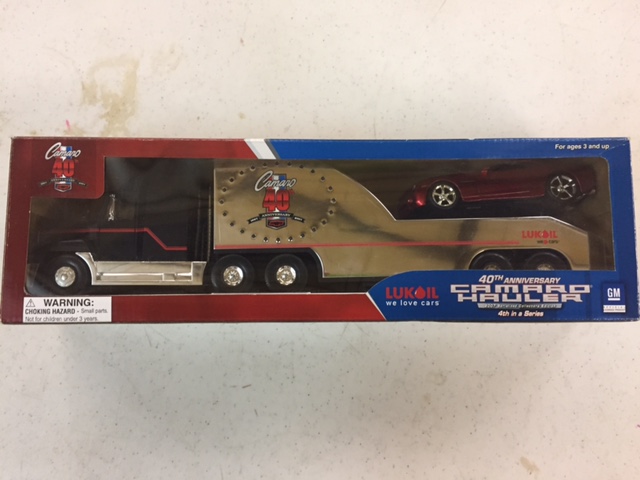 Camaro
40
For ages 3 and up
Camaro
40
ANNIVERSARY
LUKOIL
LUKOIL
we love cars
40TH ANNIVERSARY
CAMARO
HAULER
4th in a Series
GM
WARNING:
CHOKING HAZARD - Small parts.
Not for children under 3 years.